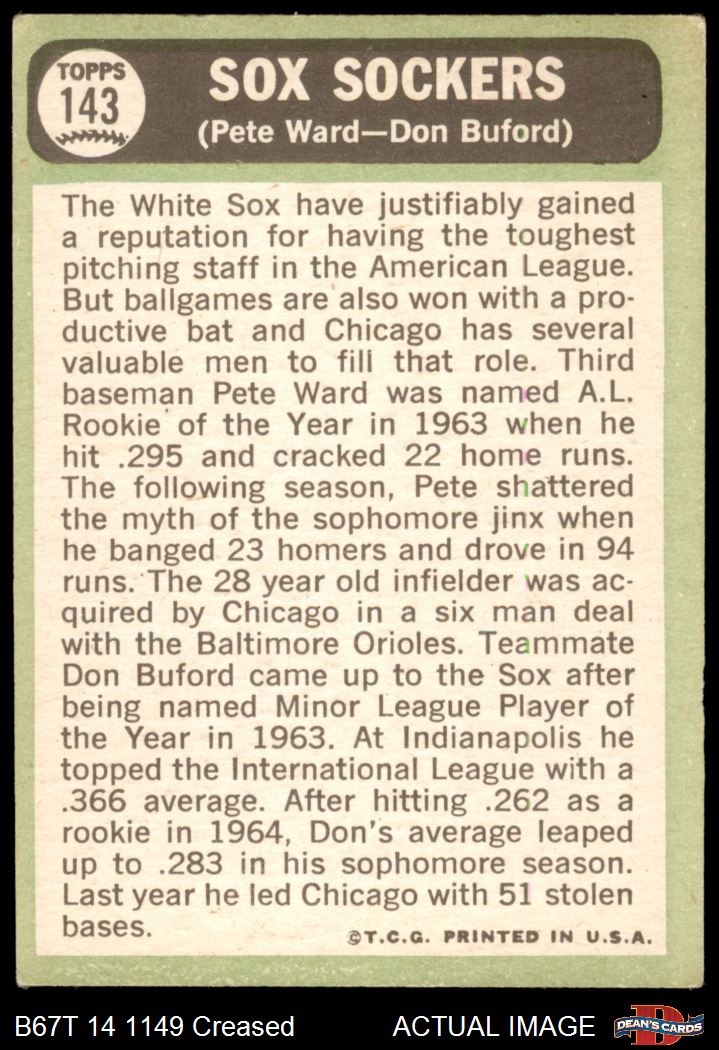 TOPPS
143
SOX SOCKERS
(Pete Ward—Don Buford)
The White Sox have justifiably gained
a reputation for having the toughest
pitching staff in the American League.
But ballgames are also won with a pro-
ductive bat and Chicago has several
valuable men to fill that role. Third
baseman Pete Ward was named A.L.
Rookie of the Year in 1963 when he
hit .295 and cracked 22 home runs.
The following season, Pete shattered
the myth of the sophomore jinx when
he banged 23 homers and drove in 94
runs. The 28 year old infielder was ac-
quired by Chicago in a six man deal
with the Baltimore Orioles. Teammate
Don Buford came up to the Sox after
being named Minor League Player of
the Year in 1963. At Indianapolis he
topped the International League with a
.366 average. After hitting .262 as a
rookie in 1964, Don's average leaped
up to .283 in his sophomore season.
Last year he led Chicago with 51 stolen
bases.
©T.C.G. PRINTED IN U.S.A.
B67T 14 1149 Creased
ACTUAL IMAGE
D
DEAN'S CARDS